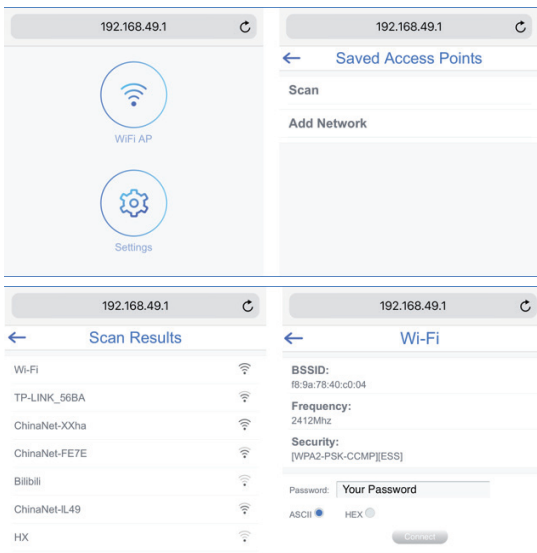 192.168.49.1
WiFi AP
Settings
192.168.49.1
Saved Access Points
Scan
Add Network
192.168.49.1
Scan Results
Wi-Fi
TP-LINK_56BA
ChinaNet-XXha
ChinaNet-FE7E
Bilibili
ChinaNet-IL49
HX
192.168.49.1
Wi-Fi
BSSID:
f8:9a:78:40:c0:04
Frequency:
2412Mhz
Security:
[WPA2-PSK-CCMP][ESS]
Password: Your Password
ASCII HEX
Connect